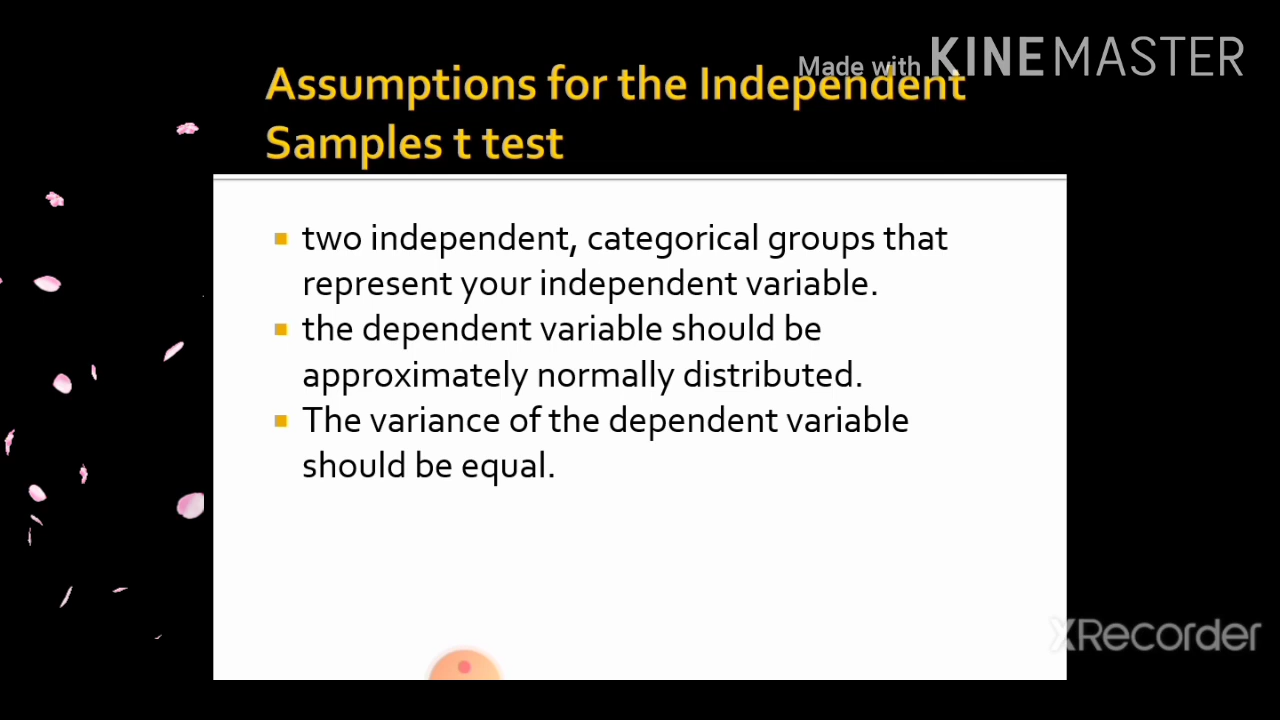 Made with KINEMASTER
Assumptions for the Independent
Samples t test
two independent, categorical groups that
represent your independent variable.
the dependent variable should be
approximately normally distributed.
The variance of the dependent variable
should be equal.
XRecorder